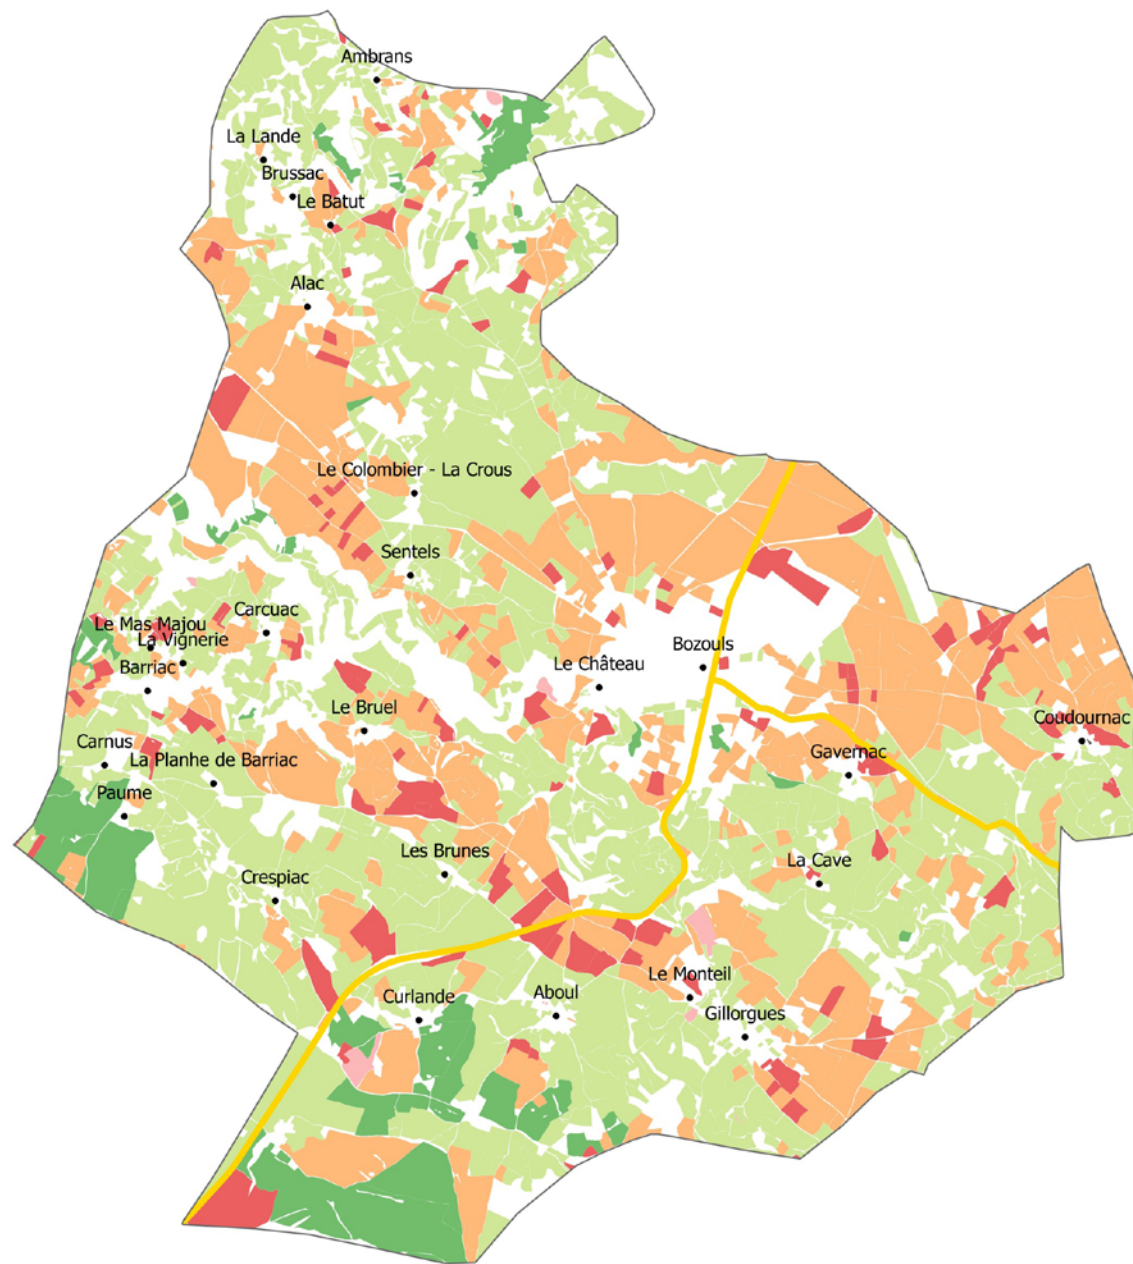 Ambrans
La Lande
Brussac
Le Batut
Alac
Le Colombier - La Crous
Sentels
Carcuac
Le Mas Majou
La Vignerie
Barriac
Le Château
Bozouls
Le Bruel
Coudournac
Carnus
La Planhe de Barriac
Gavernac
Paume
Les Brunes
La Cave
Crespiac
Le Monteil
Curlande
Aboul
Gillorgues